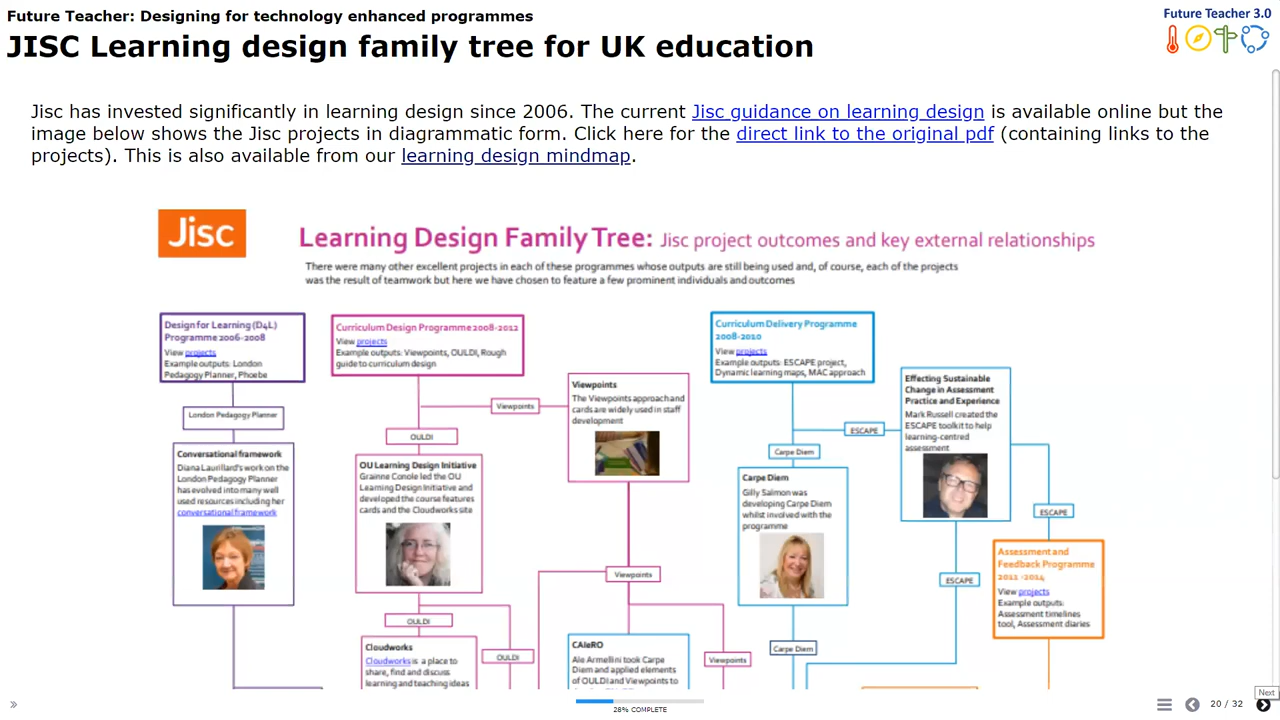 Future Teacher: Designing for technology enhanced programmes
JISC Learning design family tree for UK education
Future Teacher 3.0
Jisc has invested significantly in learning design since 2006. The current Jisc guidance on learning design is available online but the
image below shows the Jisc projects in diagrammatic form. Click here for the direct link to the original pdf (containing links to the
projects). This is also available from our learning design mindmap.
Jisc
Learning Design Family Tree: Jisc project outcomes and key external relationships
There were many other excellent projects in each of these programmes whose outputs are still being used and, of course, each of the projects
was the result of teamwork but here we have chosen to feature a few prominent individuals and outcomes
Design for Learning (D4L)
Programme 2006-2008
View projects
Example outputs: London
Pedagogy Planner, Phoebe
London Pedagogy Planner
Conversational framework
Diana Laurillard's work on the
London Pedagogy Planner
has evolved into many well
used resources including her
conversational framework
Curriculum Design Programme 2008-2012
View projects
Example outputs: Viewpoints, OULDI, Rough
guide to curriculum design
Viewpoints
OULDI
OU Learning Design Initiative
Grainne Conole led the OU
Learning Design Initiative and
developed the course features
cards and the Cloudworks site
OULDI
Cloudworks
Cloudworks is a place to
share, find and discuss
learning and teaching ideas
OULDI
Viewpoints
The Viewpoints approach and
cards are widely used in staff
development
Viewpoints
CAIeRO
Ale Armellini took Carpe
Diem and applied elements
of OULDI and Viewpoints to
Viewpoints
Curriculum Delivery Programme
2008-2010
View projects
Example outputs: ESCAPE project,
Dynamic learning maps, MAC approach
ESCAPE
Carpe Diem
Carpe Diem
Gilly Salmon was
developing Carpe Diem
whilst involved with the
programme
Carpe Diem
Effecting Sustainable
Change in Assessment
Practice and Experience
Mark Russell created the
ESCAPE toolkit to help
learning-centred
assessment
ESCAPE
ESCAPE
Assessment and
Feedback Programme
2011 -2014
View projects
Example outputs:
Assessment timelines
tool, Assessment diaries
28% COMPLETE
20 / 32
Next